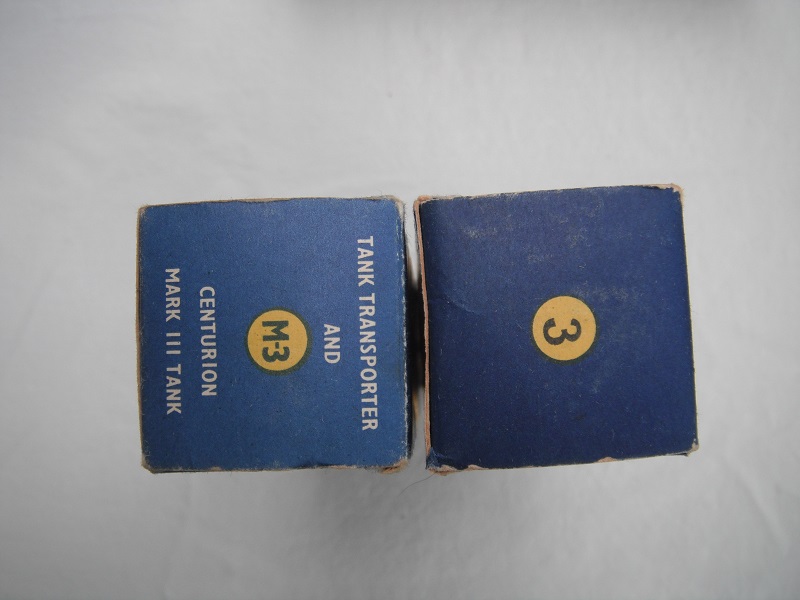 TANK TRANSPORTER
AND
M-3
CENTURION
MARK III TANK
3